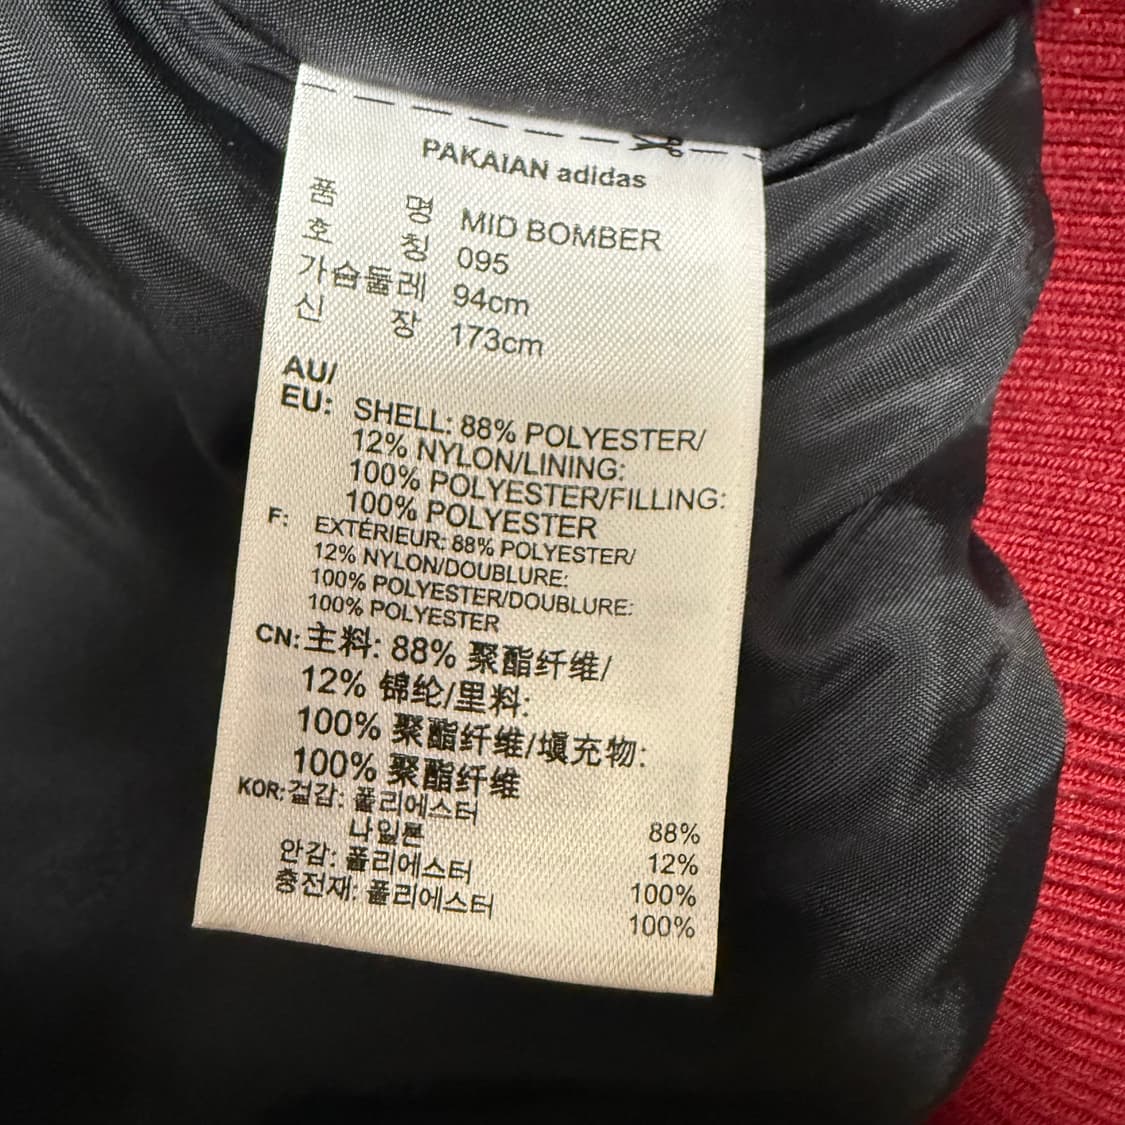 PAKAIAN adidas
품 명 MID BOMBER
호 칭 095
가슴둘레 94cm
신 장 173cm
AU/
EU: SHELL: 88% POLYESTER/
12% NYLON/LINING:
100% POLYESTER/FILLING:
100% POLYESTER
F: EXTÉRIEUR: 88% POLYESTER/
12% NYLON/DOUBLURE:
100% POLYESTER/DOUBLURE:
100% POLYESTER
CN: 主料: 88% 聚酯纤维/
12% 锦纶/里料:
100% 聚酯纤维/填充物:
100% 聚酯纤维
KOR: 겉감: 폴리에스터 88%
나일론 12%
안감: 폴리에스터 100%
충전재: 폴리에스터 100%